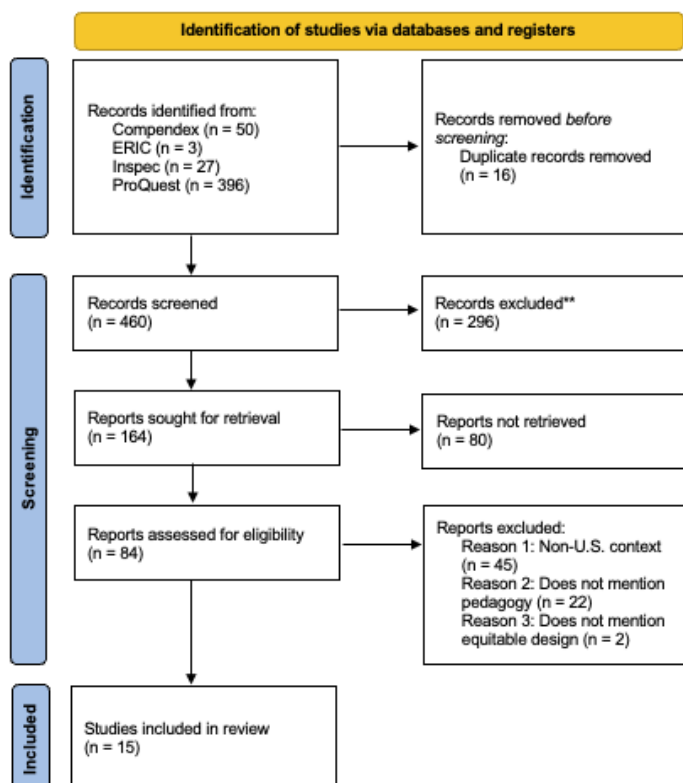 Identification of studies via databases and registers
Identification
Records identified from:
Compendex (n = 50)
ERIC (n = 3)
Inspec (n = 27)
ProQuest (n = 396)
Records removed before
screening:
Duplicate records removed
(n = 16)
Screening
Records screened
(n = 460)
Records excluded**
(n = 296)
Reports sought for retrieval
(n = 164)
Reports not retrieved
(n = 80)
Reports assessed for eligibility
(n = 84)
Reports excluded:
Reason 1: Non-U.S. context
(n = 45)
Reason 2: Does not mention
pedagogy (n = 22)
Reason 3: Does not mention
equitable design (n = 2)
Included
Studies included in review
(n = 15)